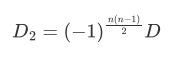 $D_2 = (-1)^{\frac{n(n-1)}{2}} D$